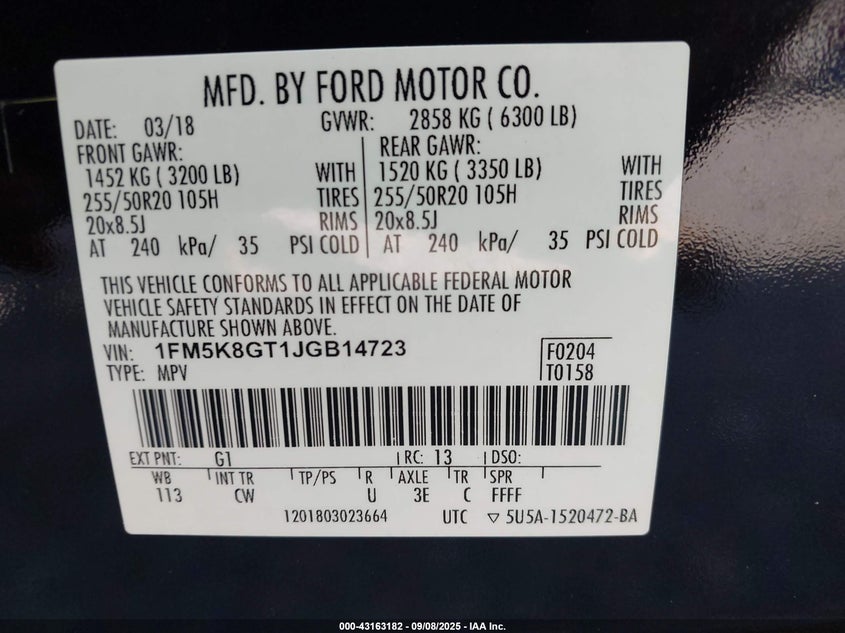 MFD. BY FORD MOTOR CO.
DATE: 03/18 GVWR: 2858 KG ( 6300 LB)
FRONT GAWR: REAR GAWR:
1452 KG ( 3200 LB) WITH 1520 KG ( 3350 LB) WITH
255/50R20 105H TIRES 255/50R20 105H TIRES
20x8.5J RIMS 20x8.5J RIMS
AT 240 kPa/ 35 PSI COLD AT 240 kPa/ 35 PSI COLD
THIS VEHICLE CONFORMS TO ALL APPLICABLE FEDERAL MOTOR
VEHICLE SAFETY STANDARDS IN EFFECT ON THE DATE OF
MANUFACTURE SHOWN ABOVE.
VIN: 1FM5K8GT1JGB14723 F0204
TYPE: MPV T0158
EXT PNT: G1 RC: 13 DSO:
WB INT TR TP/PS R AXLE TR SPR
113 CW U 3E C FFFF
1201803023664 UTC ▽ 5U5A-1520472-BA
000-43163182 - 09/08/2025 - IAA Inc.